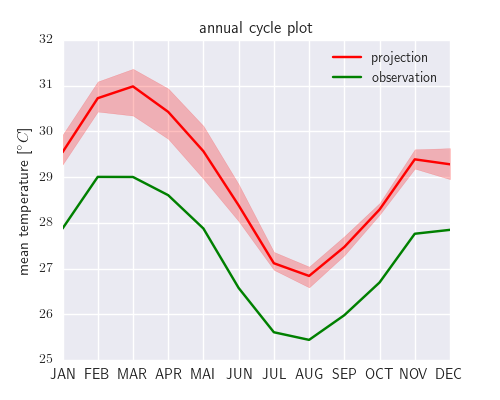 annual cycle plot
32
31
30
29
28
27
26
25
mean temperature [°C]
projection
observation
JAN FEB MAR APR MAI JUN JUL AUG SEP OCT NOV DEC